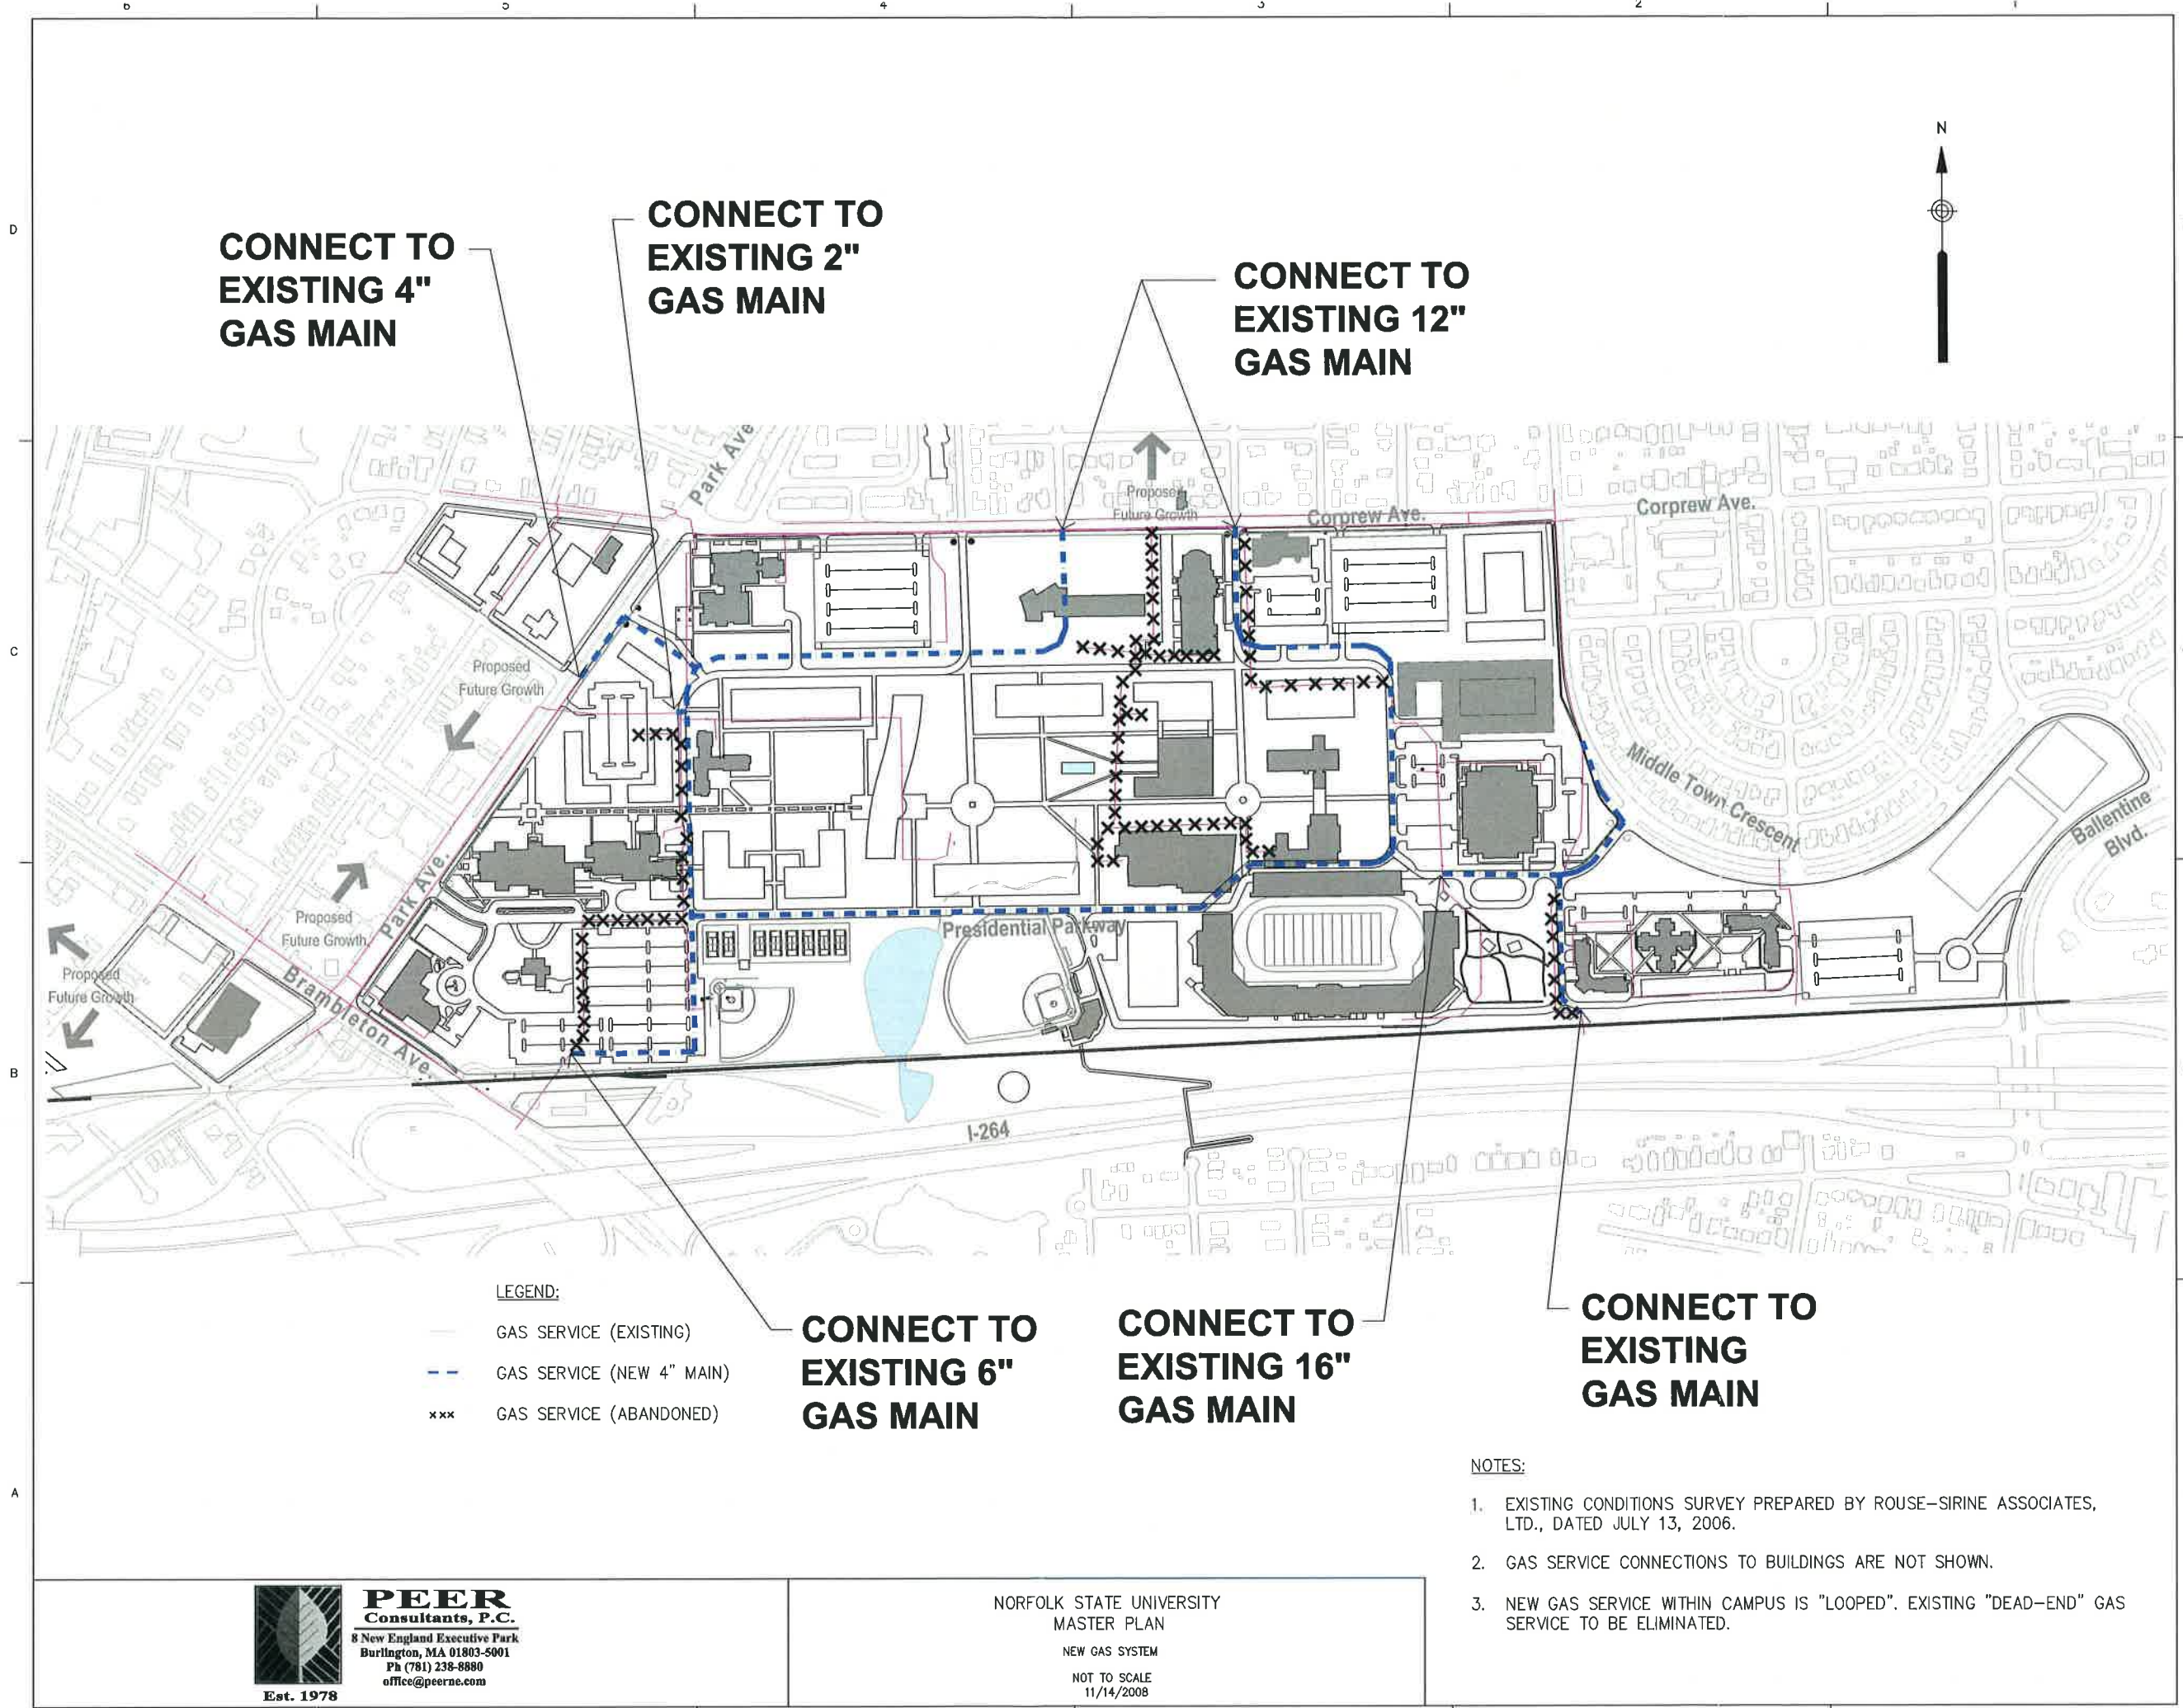 6 5 4 3 2 1
D
C
B
A
N
CONNECT TO
EXISTING 4"
GAS MAIN
CONNECT TO
EXISTING 2"
GAS MAIN
CONNECT TO
EXISTING 12"
GAS MAIN
Park Ave
Proposed
Future Growth
Corprew Ave.
Corprew Ave.
Proposed
Future Growth
Middle Town Crescent
Ballentine
Blvd.
Park Ave.
Proposed
Future Growth
Presidential Parkway
Proposed
Future Growth
Brambleton Ave.
I-264
LEGEND:
GAS SERVICE (EXISTING)
GAS SERVICE (NEW 4" MAIN)
xxx GAS SERVICE (ABANDONED)
CONNECT TO
EXISTING 6"
GAS MAIN
CONNECT TO
EXISTING 16"
GAS MAIN
CONNECT TO
EXISTING
GAS MAIN
NOTES:
1. EXISTING CONDITIONS SURVEY PREPARED BY ROUSE-SIRINE ASSOCIATES,
LTD., DATED JULY 13, 2006.
2. GAS SERVICE CONNECTIONS TO BUILDINGS ARE NOT SHOWN.
3. NEW GAS SERVICE WITHIN CAMPUS IS "LOOPED". EXISTING "DEAD-END" GAS
SERVICE TO BE ELIMINATED.
PEER
Consultants, P.C.
8 New England Executive Park
Burlington, MA 01803-5001
Ph (781) 238-8880
office@peerne.com
Est. 1978
NORFOLK STATE UNIVERSITY
MASTER PLAN
NEW GAS SYSTEM
NOT TO SCALE
11/14/2008